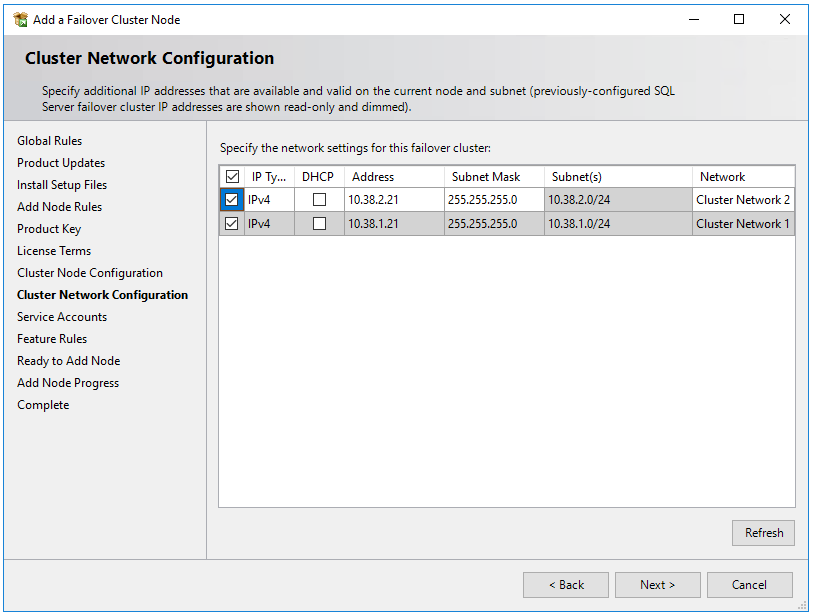 Add a Failover Cluster Node
Cluster Network Configuration
Specify additional IP addresses that are available and valid on the current node and subnet (previously-configured SQL
Server failover cluster IP addresses are shown read-only and dimmed).
Global Rules
Product Updates
Install Setup Files
Add Node Rules
Product Key
License Terms
Cluster Node Configuration
Cluster Network Configuration
Service Accounts
Feature Rules
Ready to Add Node
Add Node Progress
Complete
Specify the network settings for this failover cluster:
IP Ty... DHCP Address Subnet Mask Subnet(s) Network
IPv4 10.38.2.21 255.255.255.0 10.38.2.0/24 Cluster Network 2
IPv4 10.38.1.21 255.255.255.0 10.38.1.0/24 Cluster Network 1
Refresh
< Back Next > Cancel